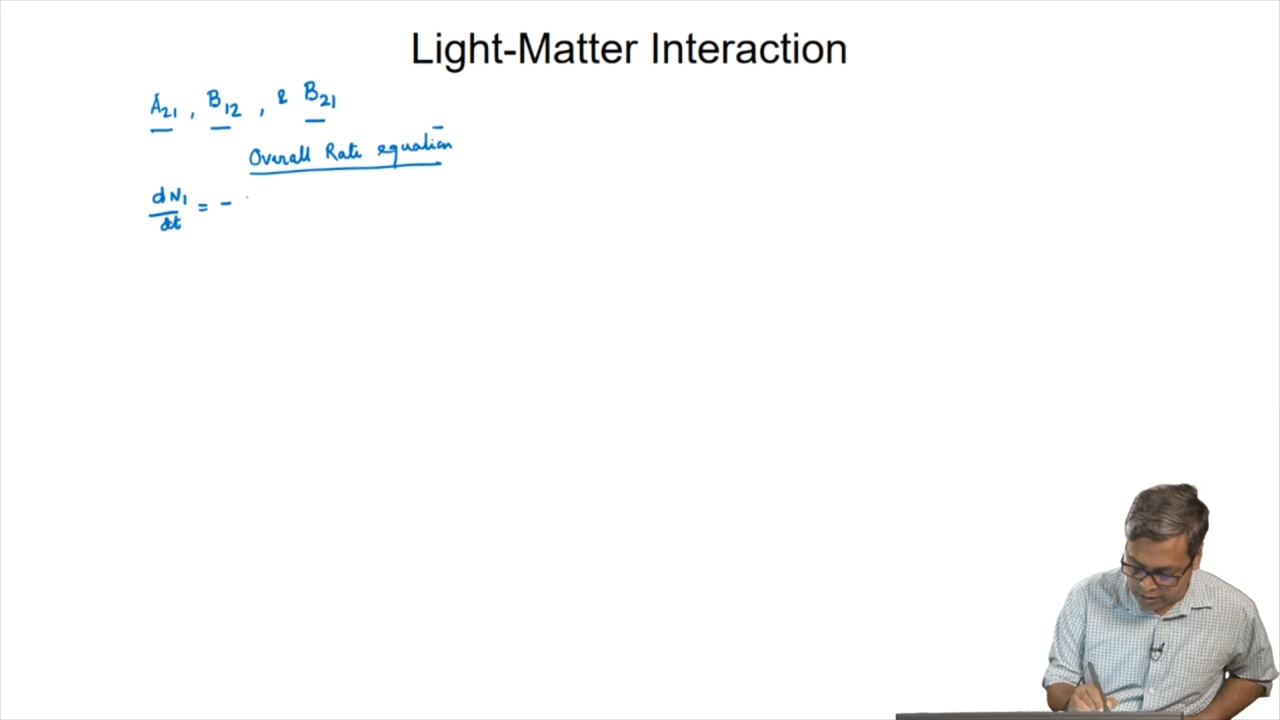 Light-Matter Interaction
A21, B12, & B21
Overall Rate equation
dN1/dt = -